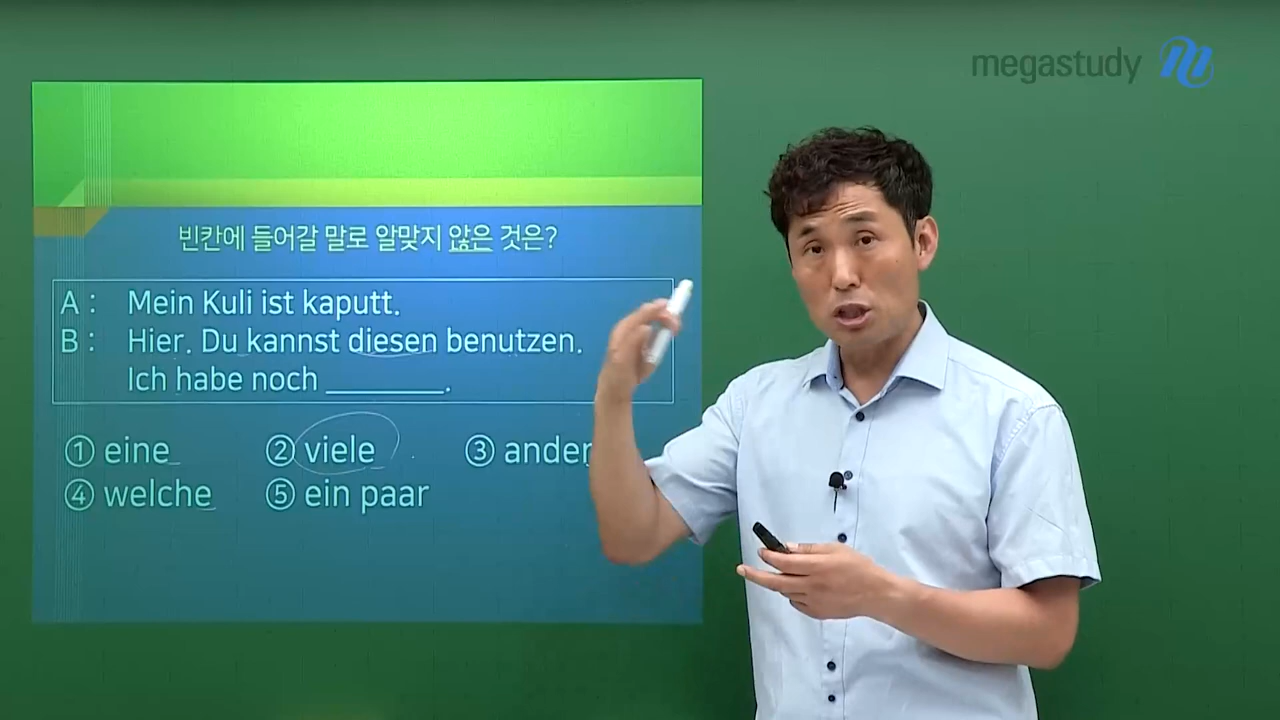 megastudy
빈칸에 들어갈 말로 알맞지 않은 것은?
A : Mein Kuli ist kaputt.
B : Hier. Du kannst diesen benutzen.
Ich habe noch ________.
① eine ② viele ③
④ welche ⑤ ein paar